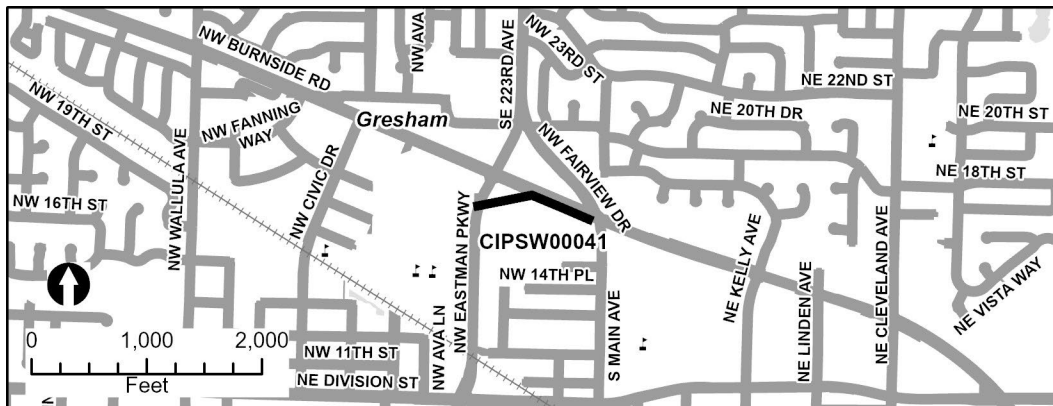 NW BURNSIDE RD
NW AVA
SE 223RD AVE
NW 23RD ST
NE 22ND ST
NW 19TH ST
NW FANNING
WAY
Gresham
NE 20TH DR
NE 20TH ST
NW WALLULA AVE
NW CIVIC DR
NW FAIRVIEW DR
NE 18TH ST
NW 16TH ST
NW EASTMAN PKWY
CIPSW00041
NE KELLY AVE
NE CLEVELAND AVE
NW 14TH PL
NE LINDEN AVE
NE VISTA WAY
0
1,000
2,000
Feet
NW AVA LN
S MAIN AVE
NW 11TH ST
NE DIVISION ST